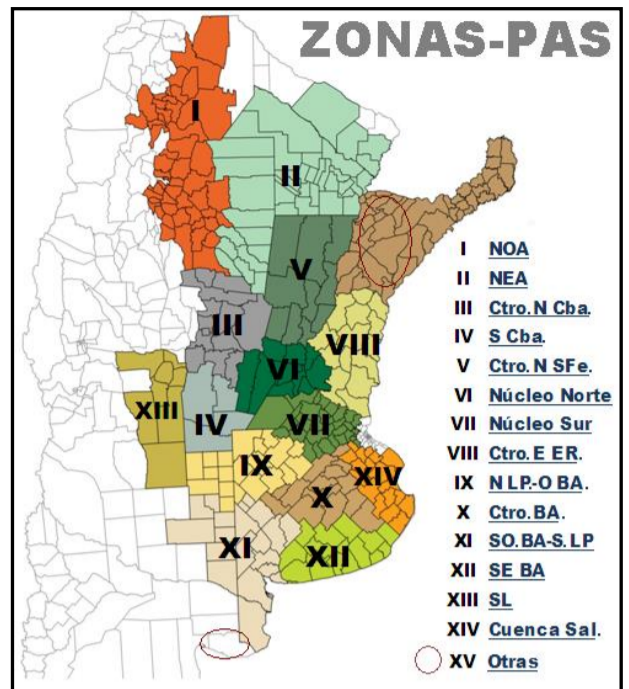 ZONAS-PAS
I
II
V
III
VIII
VI
XIII
IV
VII
IX
XIV
X
XI
XII
I NOA
II NEA
III Ctro.N Cba.
IV S Cba.
V Ctro.N SFe.
VI Núcleo Norte
VII Núcleo Sur
VIII Ctro.E ER.
IX N LP.-O BA.
X Ctro.BA.
XI SO.BA-S.LP
XII SE BA
XIII SL
XIV Cuenca Sal.
XV Otras